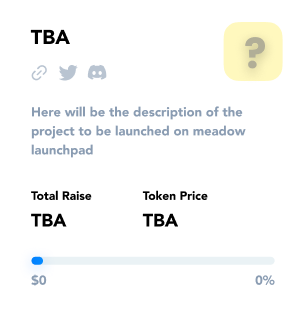 TBA
?
Here will be the description of the
project to be launched on meadow
launchpad
Total Raise Token Price
TBA TBA
$0 0%